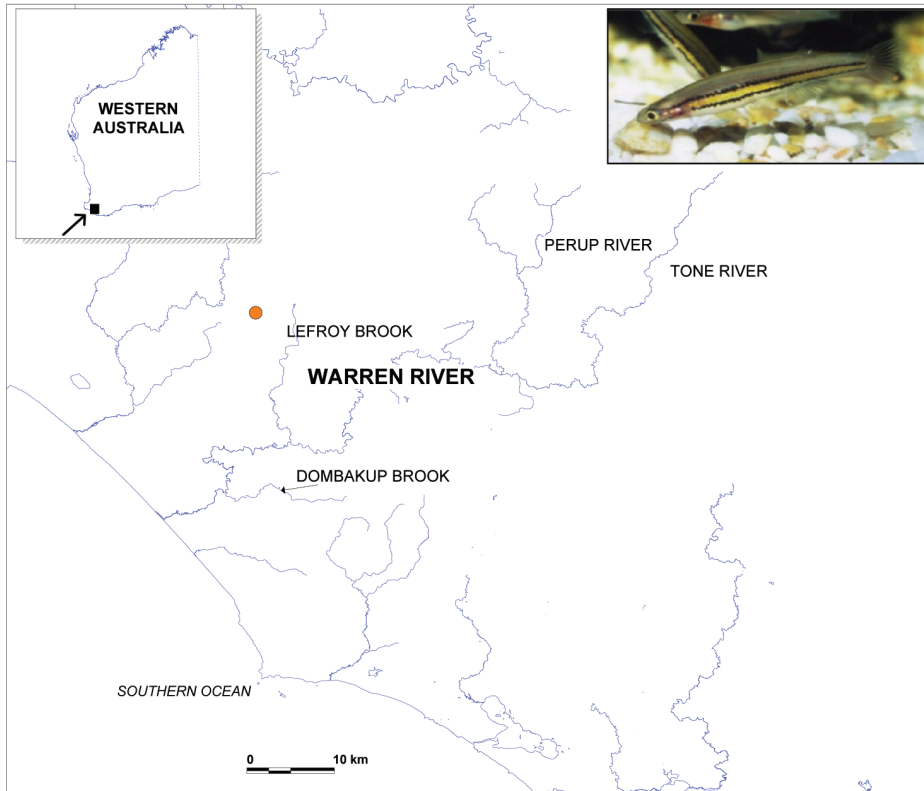 WESTERN
AUSTRALIA
PERUP RIVER
TONE RIVER
LEFROY BROOK
WARREN RIVER
DOMBAKUP BROOK
SOUTHERN OCEAN
0 10 km